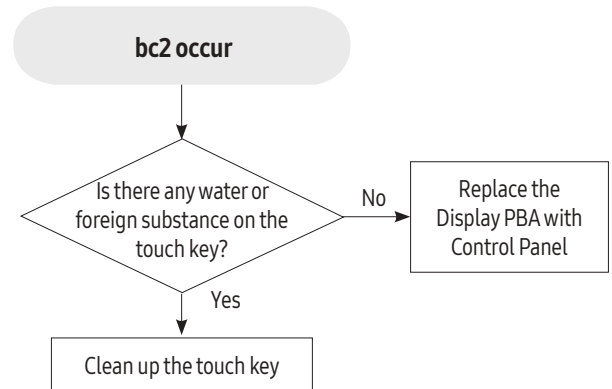 bc2 occur
Is there any water or
foreign substance on the
touch key?
No
Replace the
Display PBA with
Control Panel
Yes
Clean up the touch key